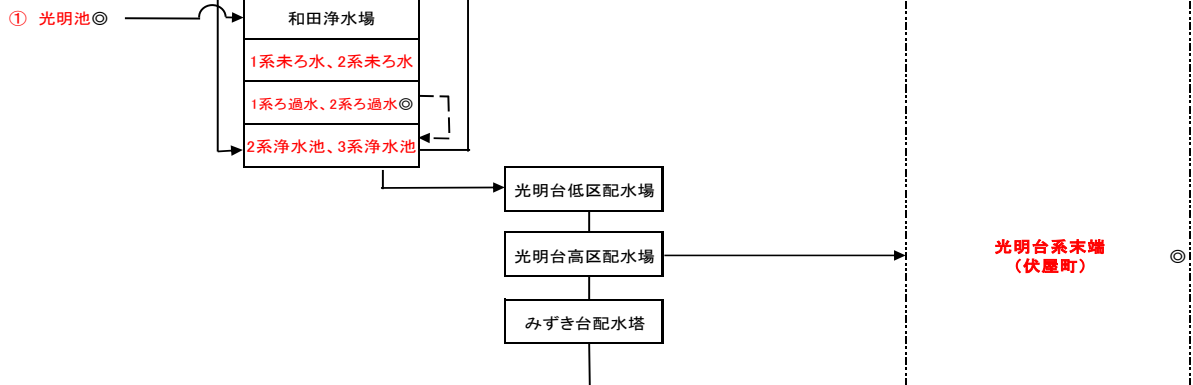 ① 光明池◎
和田浄水場
1系未ろ水、2系未ろ水
1系ろ過水、2系ろ過水◎
2系浄水池、3系浄水池
光明台低区配水場
光明台高区配水場
光明台系末端
（伏屋町）
◎
みずき台配水塔